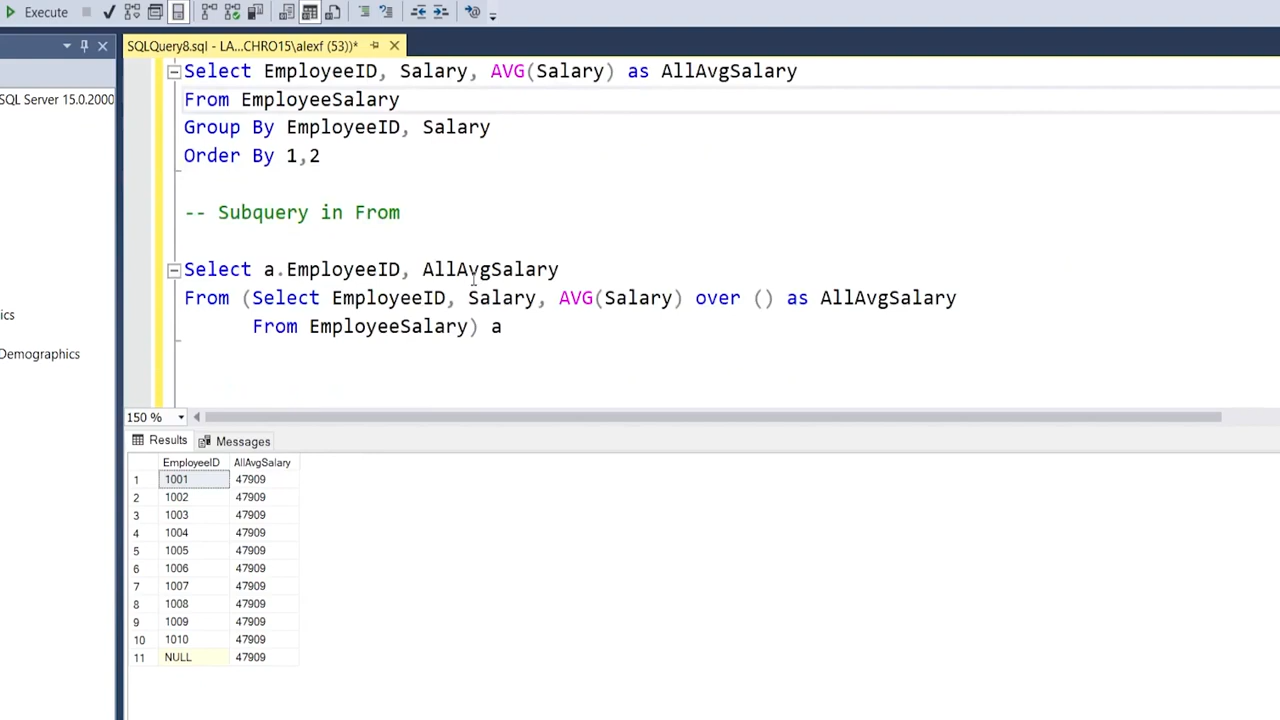 Execute
SQLQuery8.sql - LA...CHRO15\alexf (53))*
SQL Server 15.0.2000
ics
Demographics
Select EmployeeID, Salary, AVG(Salary) as AllAvgSalary
From EmployeeSalary
Group By EmployeeID, Salary
Order By 1,2
-- Subquery in From
Select a.EmployeeID, AllAvgSalary
From (Select EmployeeID, Salary, AVG(Salary) over () as AllAvgSalary
From EmployeeSalary) a
150 %
Results Messages
EmployeeID AllAvgSalary
1 1001 47909
2 1002 47909
3 1003 47909
4 1004 47909
5 1005 47909
6 1006 47909
7 1007 47909
8 1008 47909
9 1009 47909
10 1010 47909
11 NULL 47909